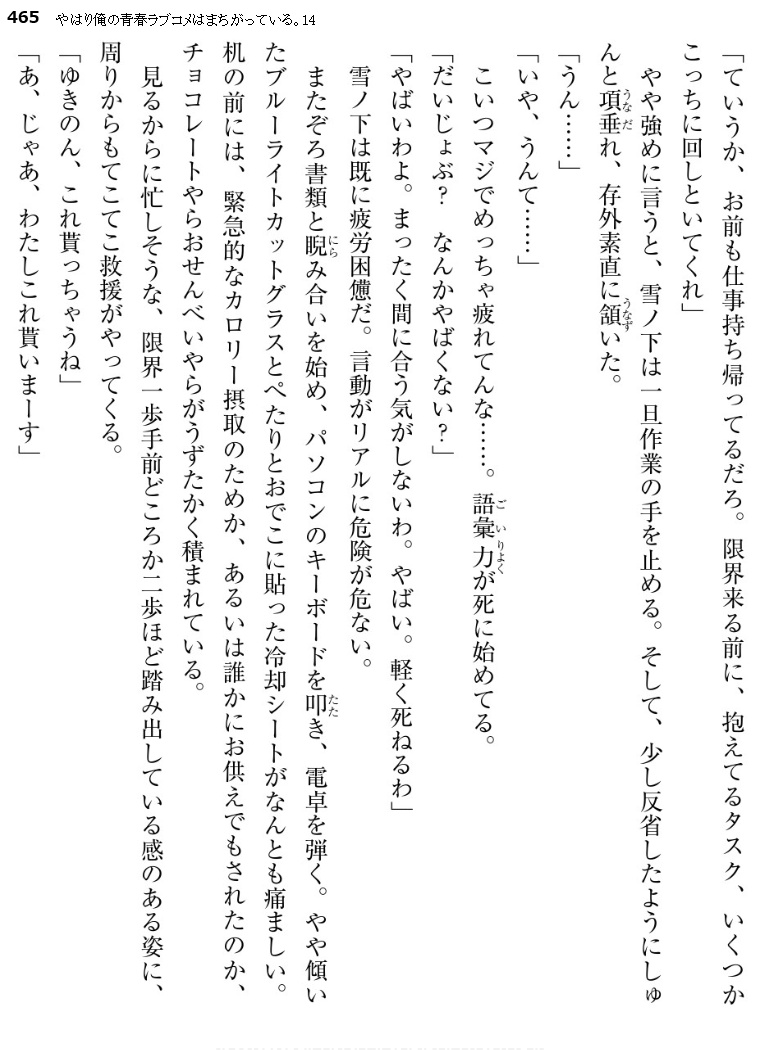 465 やはり俺の青春ラブコメはまちがっている。14
「ていうか、お前も仕事持ち帰ってるだろ。限界来る前に、抱えてるタスク、いくつか
こっちに回しといてくれ」
　やや強めに言うと、雪ノ下は一旦作業の手を止める。そして、少し反省したようにしゅ
んと項垂れ、存外素直に頷いた。
「うん……」
「いや、うんて……」
　こいつマジでめっちゃ疲れてんな……。語彙力が死に始めてる。
「だいじょぶ？　なんかやばくない？」
「やばいわよ。まったく間に合う気がしないわ。やばい。軽く死ねるわ」
　雪ノ下は既に疲労困憊だ。言動がリアルに危険が危ない。
　またぞろ書類と睨み合いを始め、パソコンのキーボードを叩き、電卓を弾く。やや傾い
たブルーライトカットグラスとぺたりとおでこに貼った冷却シートがなんとも痛ましい。
机の前には、緊急的なカロリー摂取のためか、あるいは誰かにお供えでもされたのか、
チョコレートやらおせんべいやらがうずたかく積まれている。
　見るからに忙しそうな、限界一歩手前どころか二歩ほど踏み出している感のある姿に、
周りからもてこてこ救援がやってくる。
「ゆきのん、これ貰っちゃうね」
「あ、じゃあ、わたしこれ貰いまーす」